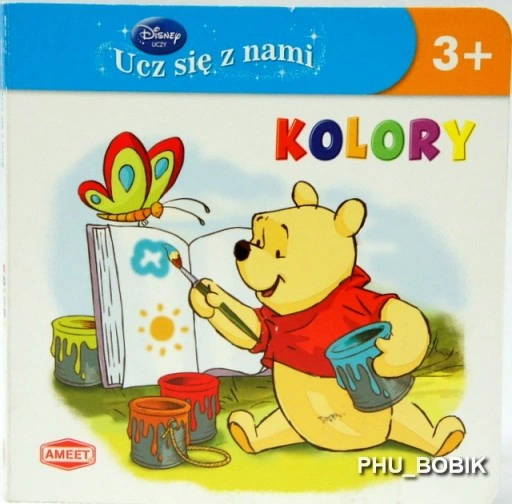 Disney
UCZY
Ucz się z nami
3+
KOLORY
AMEET
PHU_BOBIK